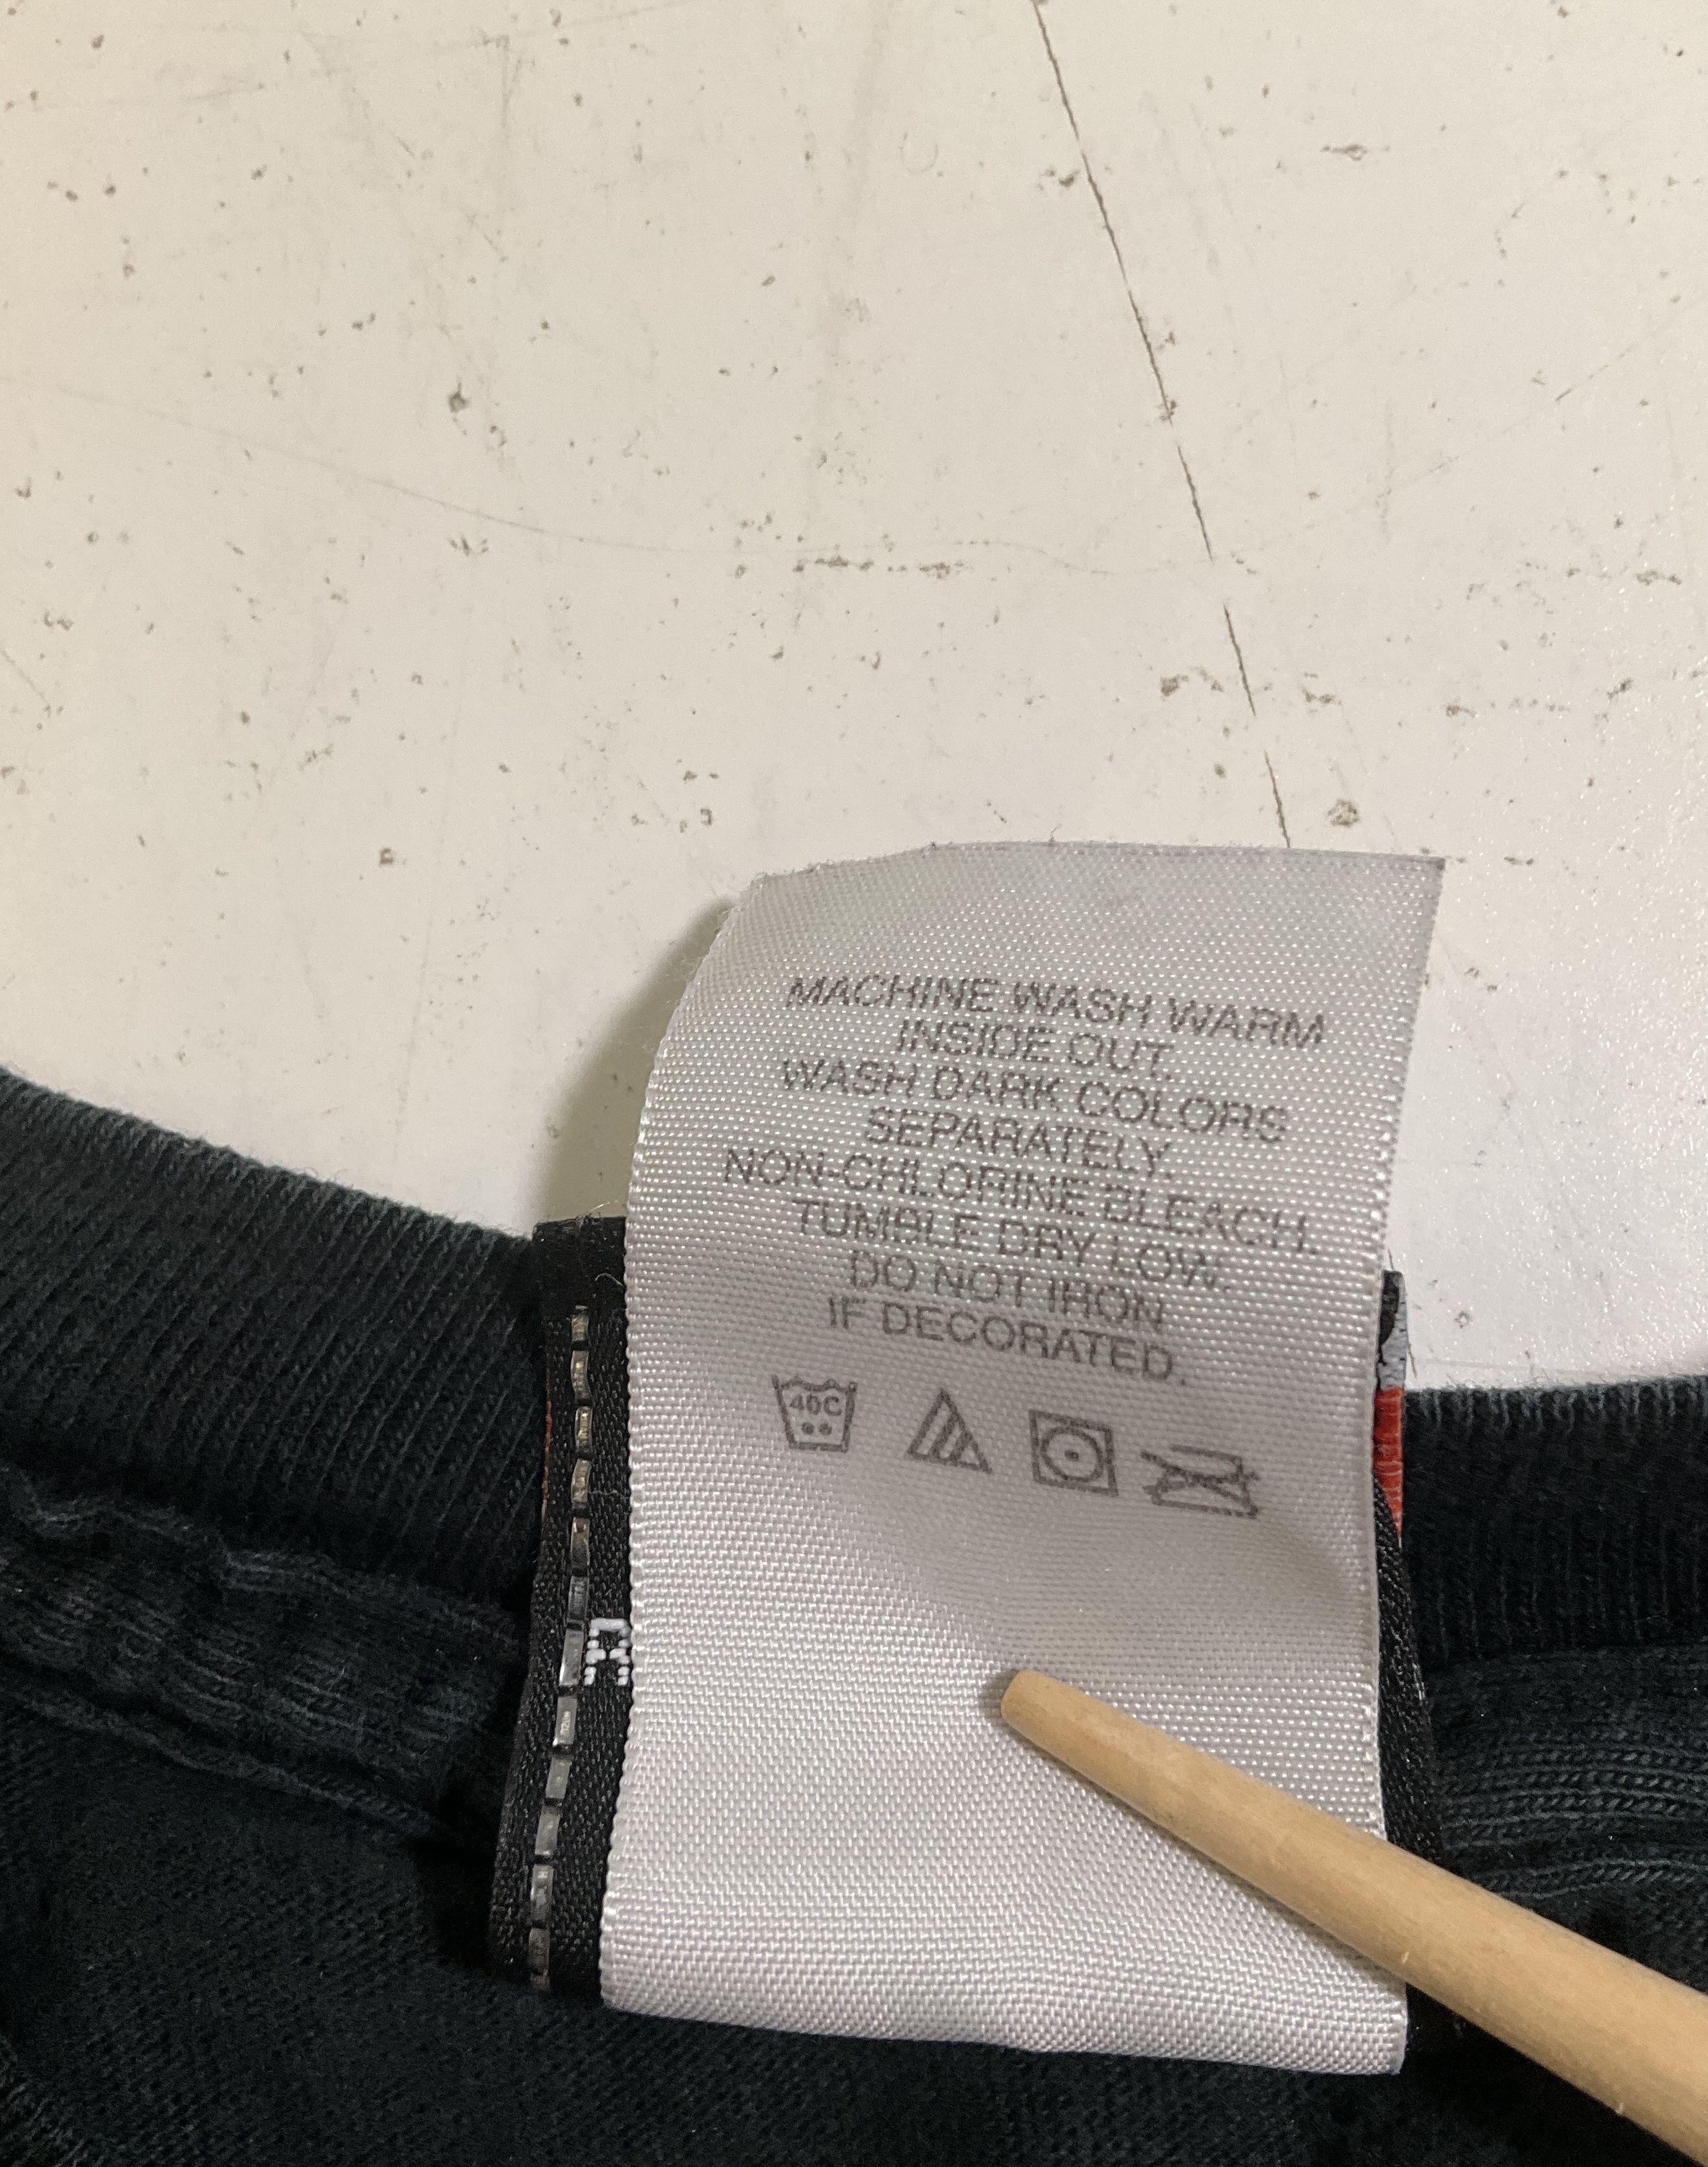 MACHINE WASH WARM
INSIDE OUT.
WASH DARK COLORS
SEPARATELY.
NON-CHLORINE BLEACH.
TUMBLE DRY LOW.
DO NOT IRON
IF DECORATED.
40C
R